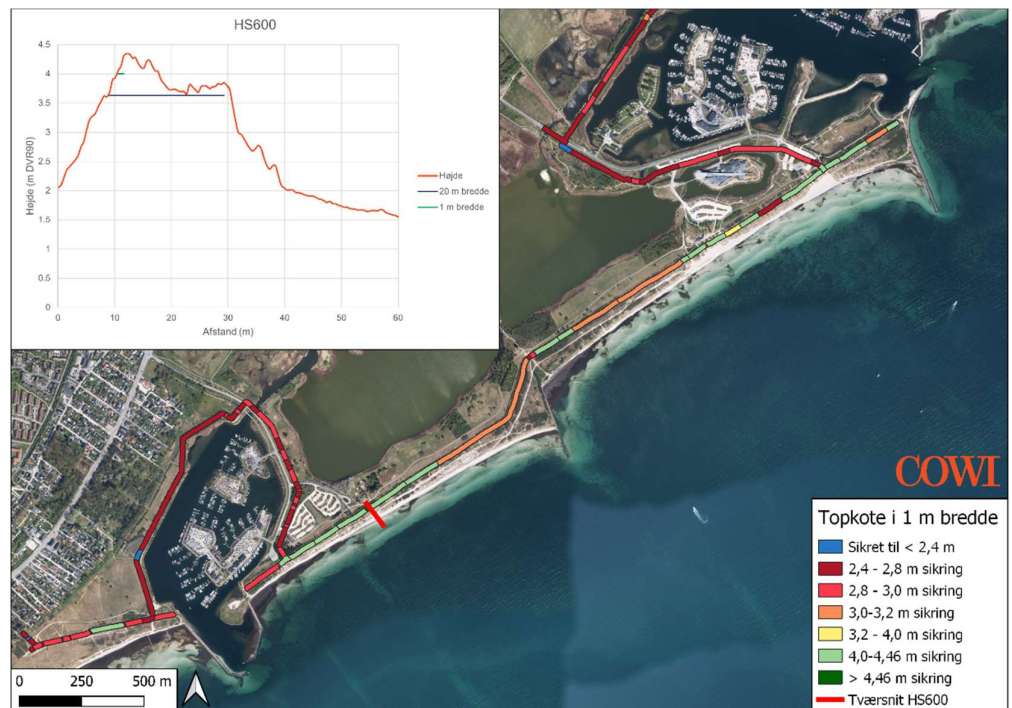 HS600
4.5
4
3.5
3
2.5
2
1.5
1
0.5
0
Højde (m DVR90)
0 10 20 30 40 50 60
Afstand (m)
Højde
20 m bredde
1 m bredde
COWI
Topkote i 1 m bredde
Sikret til < 2,4 m
2,4 - 2,8 m sikring
2,8 - 3,0 m sikring
3,0-3,2 m sikring
3,2 - 4,0 m sikring
4,0-4,46 m sikring
> 4,46 m sikring
Tværsnit HS600
0 250 500 m